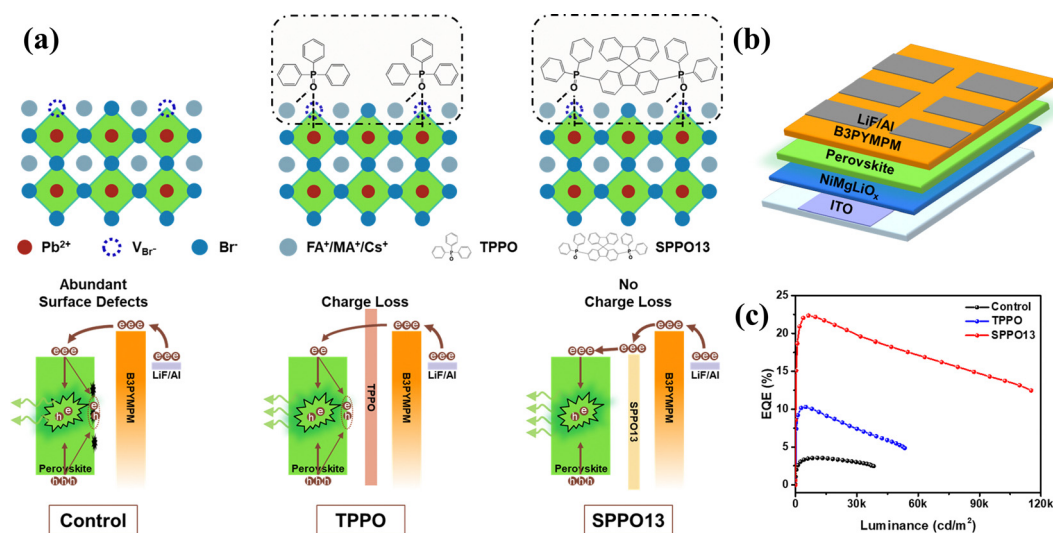 (a)
P
O
P
O
P
O
P
O
Pb²⁺
V_Br⁻
Br⁻
FA⁺/MA⁺/Cs⁺
TPPO
SPPO13
Abundant
Surface Defects
eee
eee
LiF/Al
B3PYMPM
h e
e
h
Perovskite
hhh
Control
Charge Loss
ee
eee
eee
LiF/Al
TPPO
B3PYMPM
h e
e
h
Perovskite
hhh
TPPO
No
Charge Loss
eee
eee
eee
eee
LiF/Al
SPPO13
B3PYMPM
h e
Perovskite
hhh
SPPO13
(b)
LiF/Al
B3PYMPM
Perovskite
NiMgLiOₓ
ITO
(c)
Control
TPPO
SPPO13
EQE (%)
25
20
15
10
5
0
0
30k
60k
90k
120k
Luminance (cd/m²)